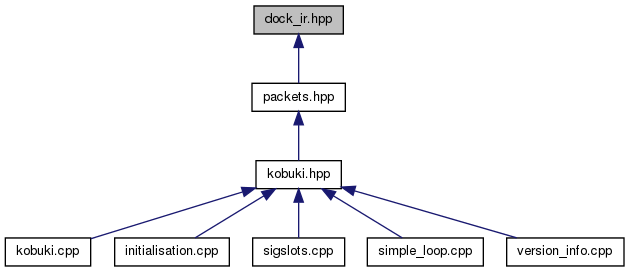 dock_ir.hpp
packets.hpp
kobuki.hpp
kobuki.cpp
initialisation.cpp
sigslots.cpp
simple_loop.cpp
version_info.cpp